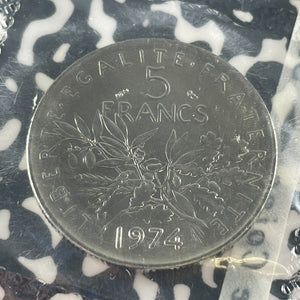 LIBERTE · EGALITE · FRATERNITE
5
FRANCS
1974